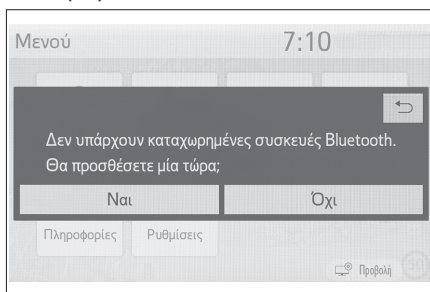 Μενού
7:10
Δεν υπάρχουν καταχωρημένες συσκευές Bluetooth.
Θα προσθέσετε μία τώρα;
Ναι
Όχι
Πληροφορίες
Ρυθμίσεις
Προβολή